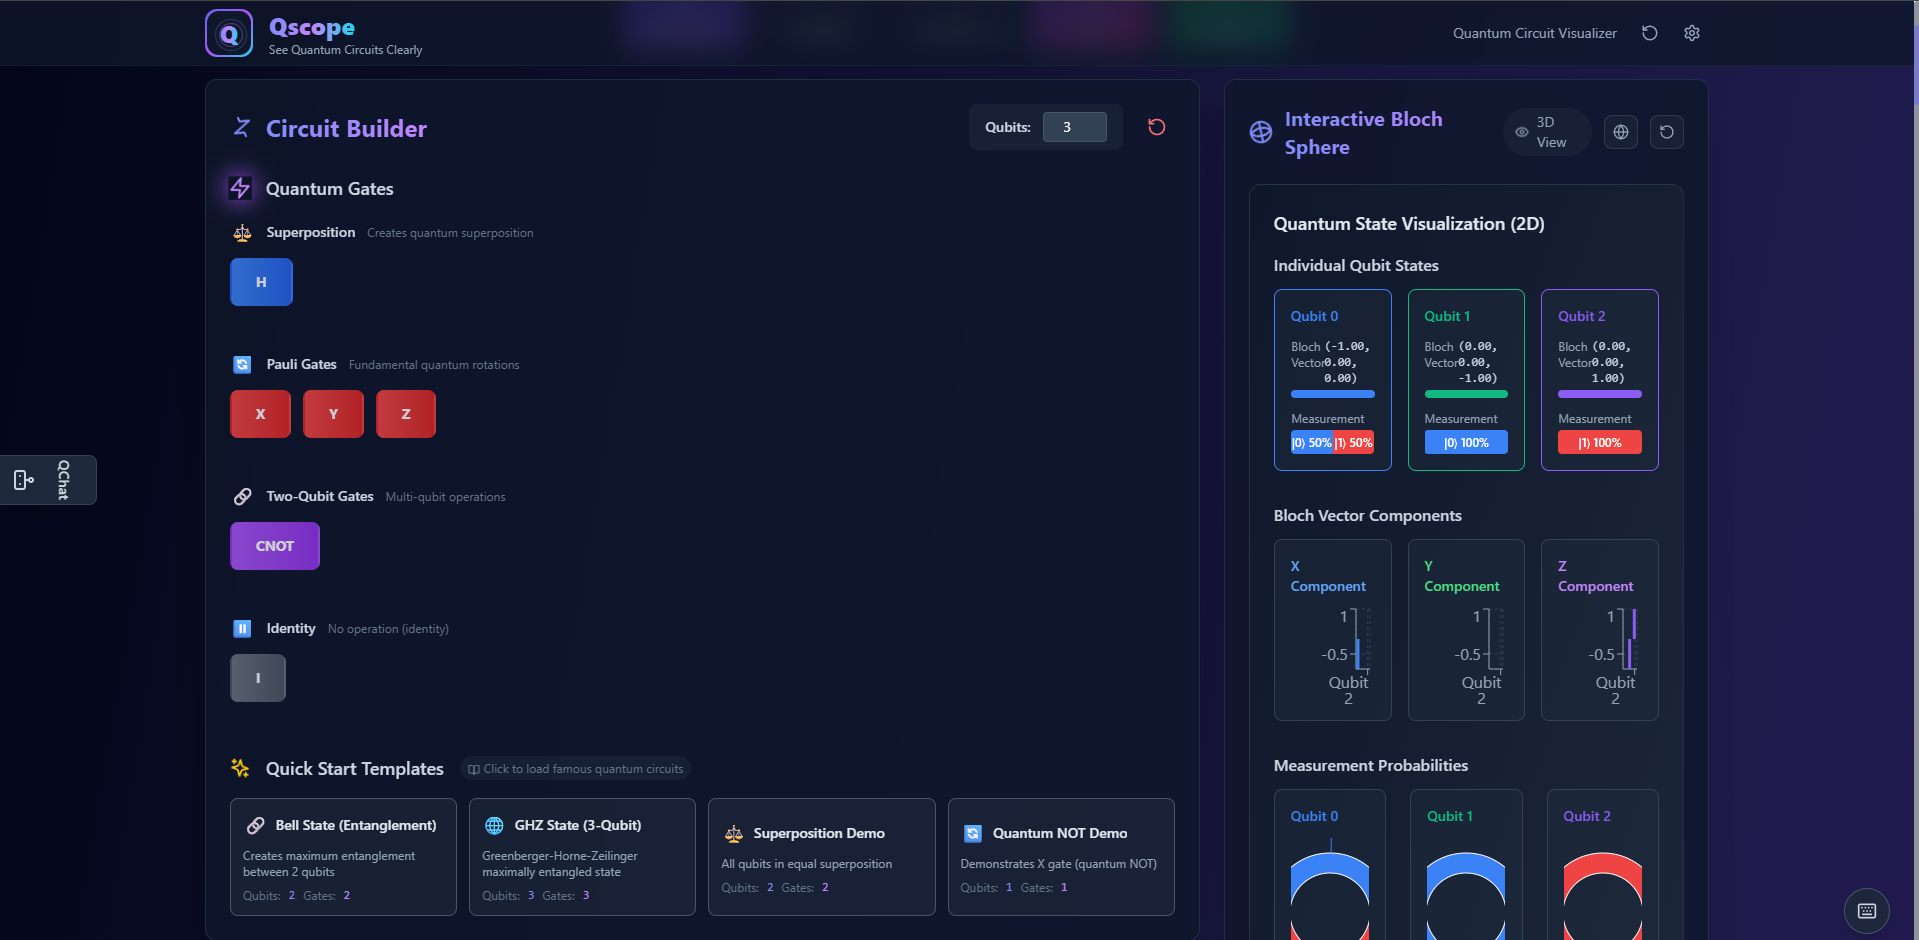 Qscope
See Quantum Circuits Clearly
Quantum Circuit Visualizer
QChat
Circuit Builder
Qubits: 3
Quantum Gates
Superposition Creates quantum superposition
H
Pauli Gates Fundamental quantum rotations
X Y Z
Two-Qubit Gates Multi-qubit operations
CNOT
Identity No operation (identity)
I
Quick Start Templates Click to load famous quantum circuits
Bell State (Entanglement)
Creates maximum entanglement
between 2 qubits
Qubits: 2 Gates: 2
GHZ State (3-Qubit)
Greenberger-Horne-Zeilinger
maximally entangled state
Qubits: 3 Gates: 3
Superposition Demo
All qubits in equal superposition
Qubits: 2 Gates: 2
Quantum NOT Demo
Demonstrates X gate (quantum NOT)
Qubits: 1 Gates: 1
Interactive Bloch
Sphere
3D
View
Quantum State Visualization (2D)
Individual Qubit States
Qubit 0
Bloch (-1.00,
Vector 0.00,
0.00)
Measurement
|0⟩ 50% |1⟩ 50%
Qubit 1
Bloch (0.00,
Vector 0.00,
-1.00)
Measurement
|0⟩ 100%
Qubit 2
Bloch (0.00,
Vector 0.00,
1.00)
Measurement
|1⟩ 100%
Bloch Vector Components
X
Component
1
-0.5
Qubit
2
Y
Component
1
-0.5
Qubit
2
Z
Component
1
-0.5
Qubit
2
Measurement Probabilities
Qubit 0
Qubit 1
Qubit 2